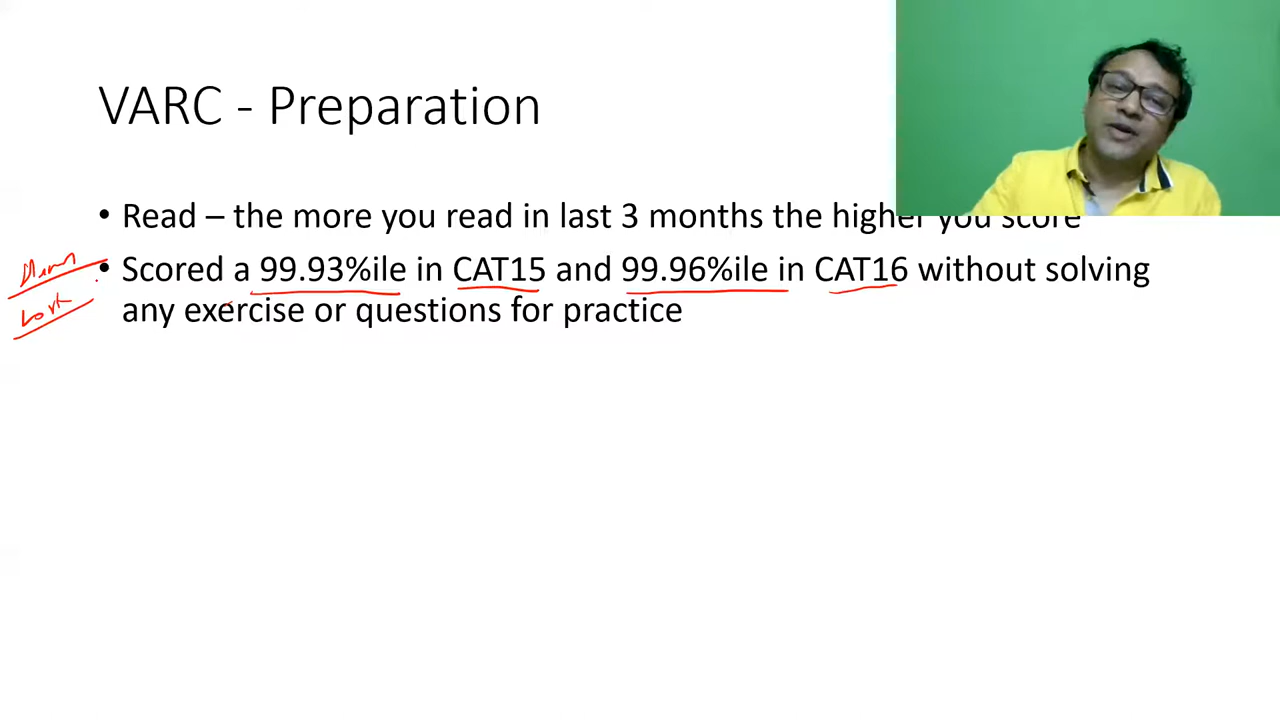 VARC - Preparation
• Read – the more you read in last 3 months the higher you score
• Scored a 99.93%ile in CAT15 and 99.96%ile in CAT16 without solving
any exercise or questions for practice